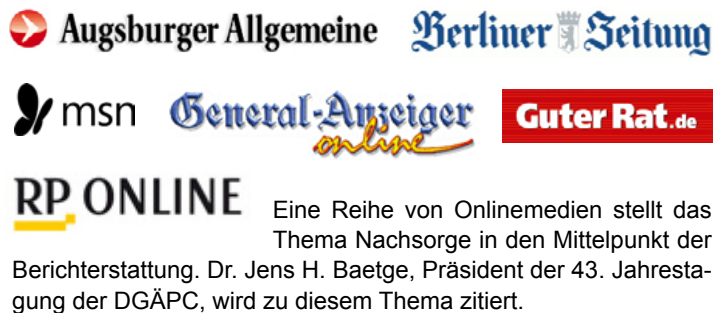 Augsburger Allgemeine Berliner Zeitung
msn General-Anzeiger online Guter Rat.de
RP ONLINE
Eine Reihe von Onlinemedien stellt das
Thema Nachsorge in den Mittelpunkt der
Berichterstattung. Dr. Jens H. Baetge, Präsident der 43. Jahresta-
gung der DGÄPC, wird zu diesem Thema zitiert.